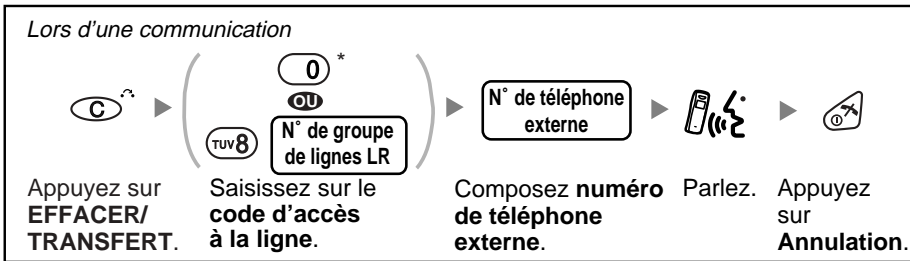 Lors d'une communication
C
0 *
OU
TUV8
N° de groupe
de lignes LR
N° de téléphone
externe
Appuyez sur
EFFACER/
TRANSFERT.
Saisissez sur le
code d'accès
à la ligne.
Composez numéro
de téléphone
externe.
Parlez.
Appuyez
sur
Annulation.